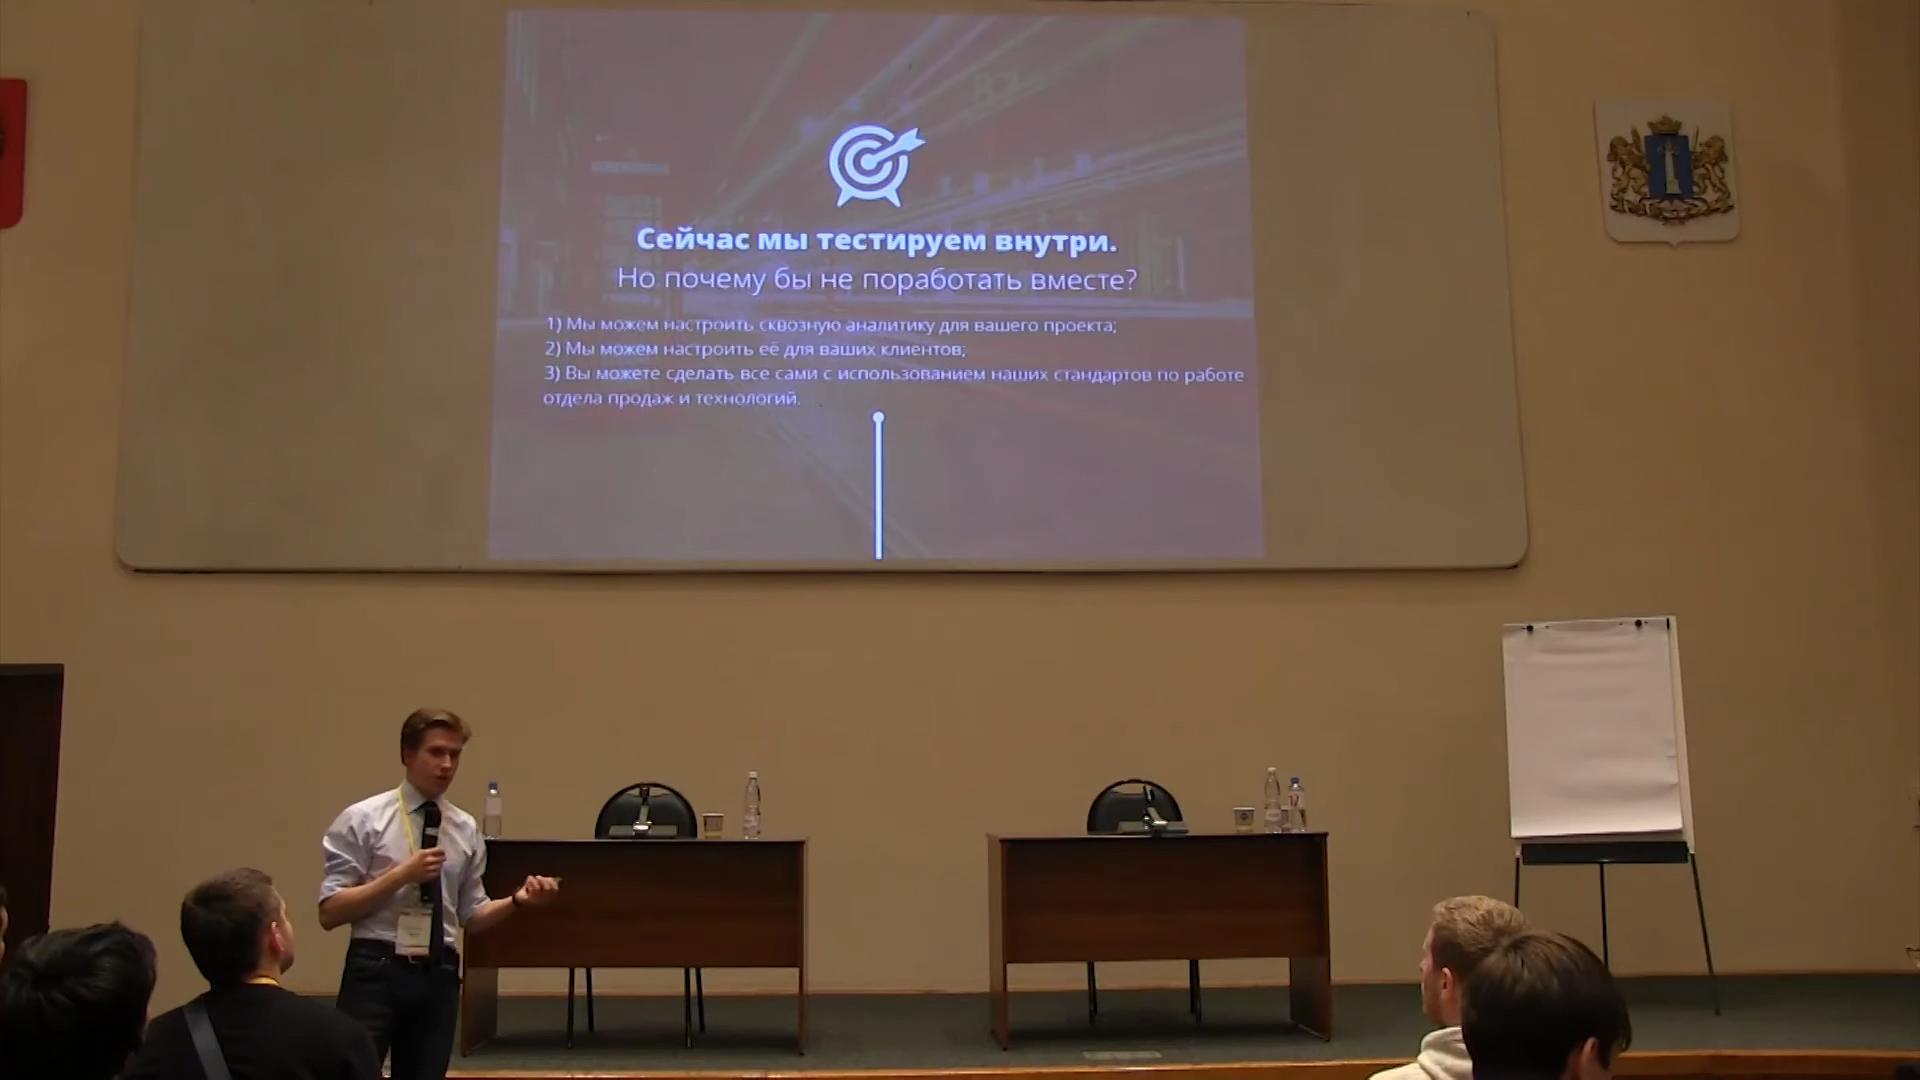 Сейчас мы тестируем внутри.
Но почему бы не поработать вместе?
1) Мы можем настроить сквозную аналитику для вашего проекта;
2) Мы можем настроить её для ваших клиентов;
3) Вы можете сделать все сами с использованием наших стандартов по работе
отдела продаж и технологий.